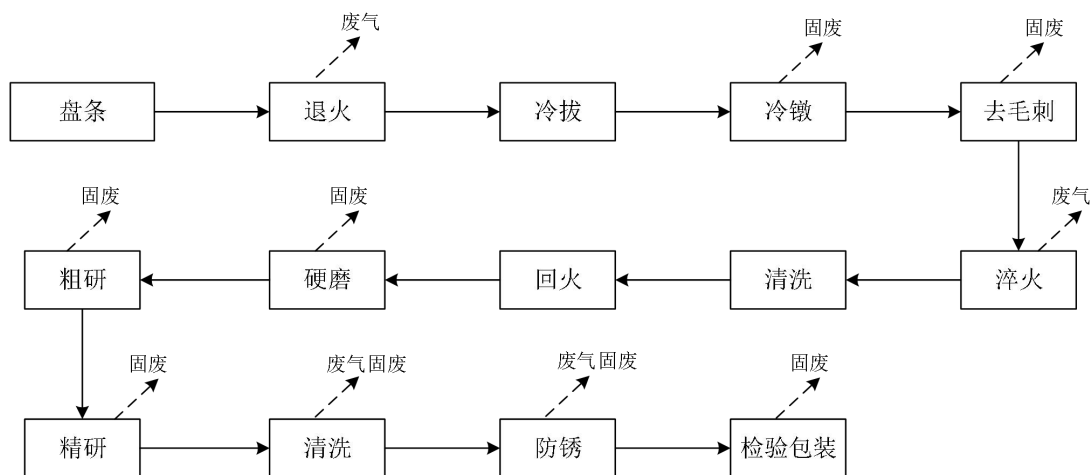 废气
固废
固废
盘条
退火
冷拔
冷镦
去毛刺
固废
固废
废气
粗研
硬磨
回火
清洗
淬火
固废
废气固废
废气固废
固废
精研
清洗
防锈
检验包装